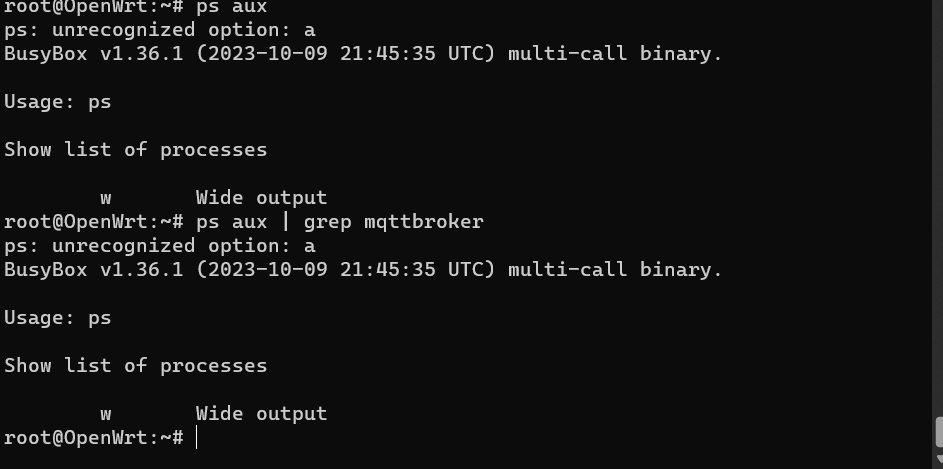 root@OpenWrt:~# ps aux
ps: unrecognized option: a
BusyBox v1.36.1 (2023-10-09 21:45:35 UTC) multi-call binary.
Usage: ps
Show list of processes
w Wide output
root@OpenWrt:~# ps aux | grep mqttbroker
ps: unrecognized option: a
BusyBox v1.36.1 (2023-10-09 21:45:35 UTC) multi-call binary.
Usage: ps
Show list of processes
w Wide output
root@OpenWrt:~#